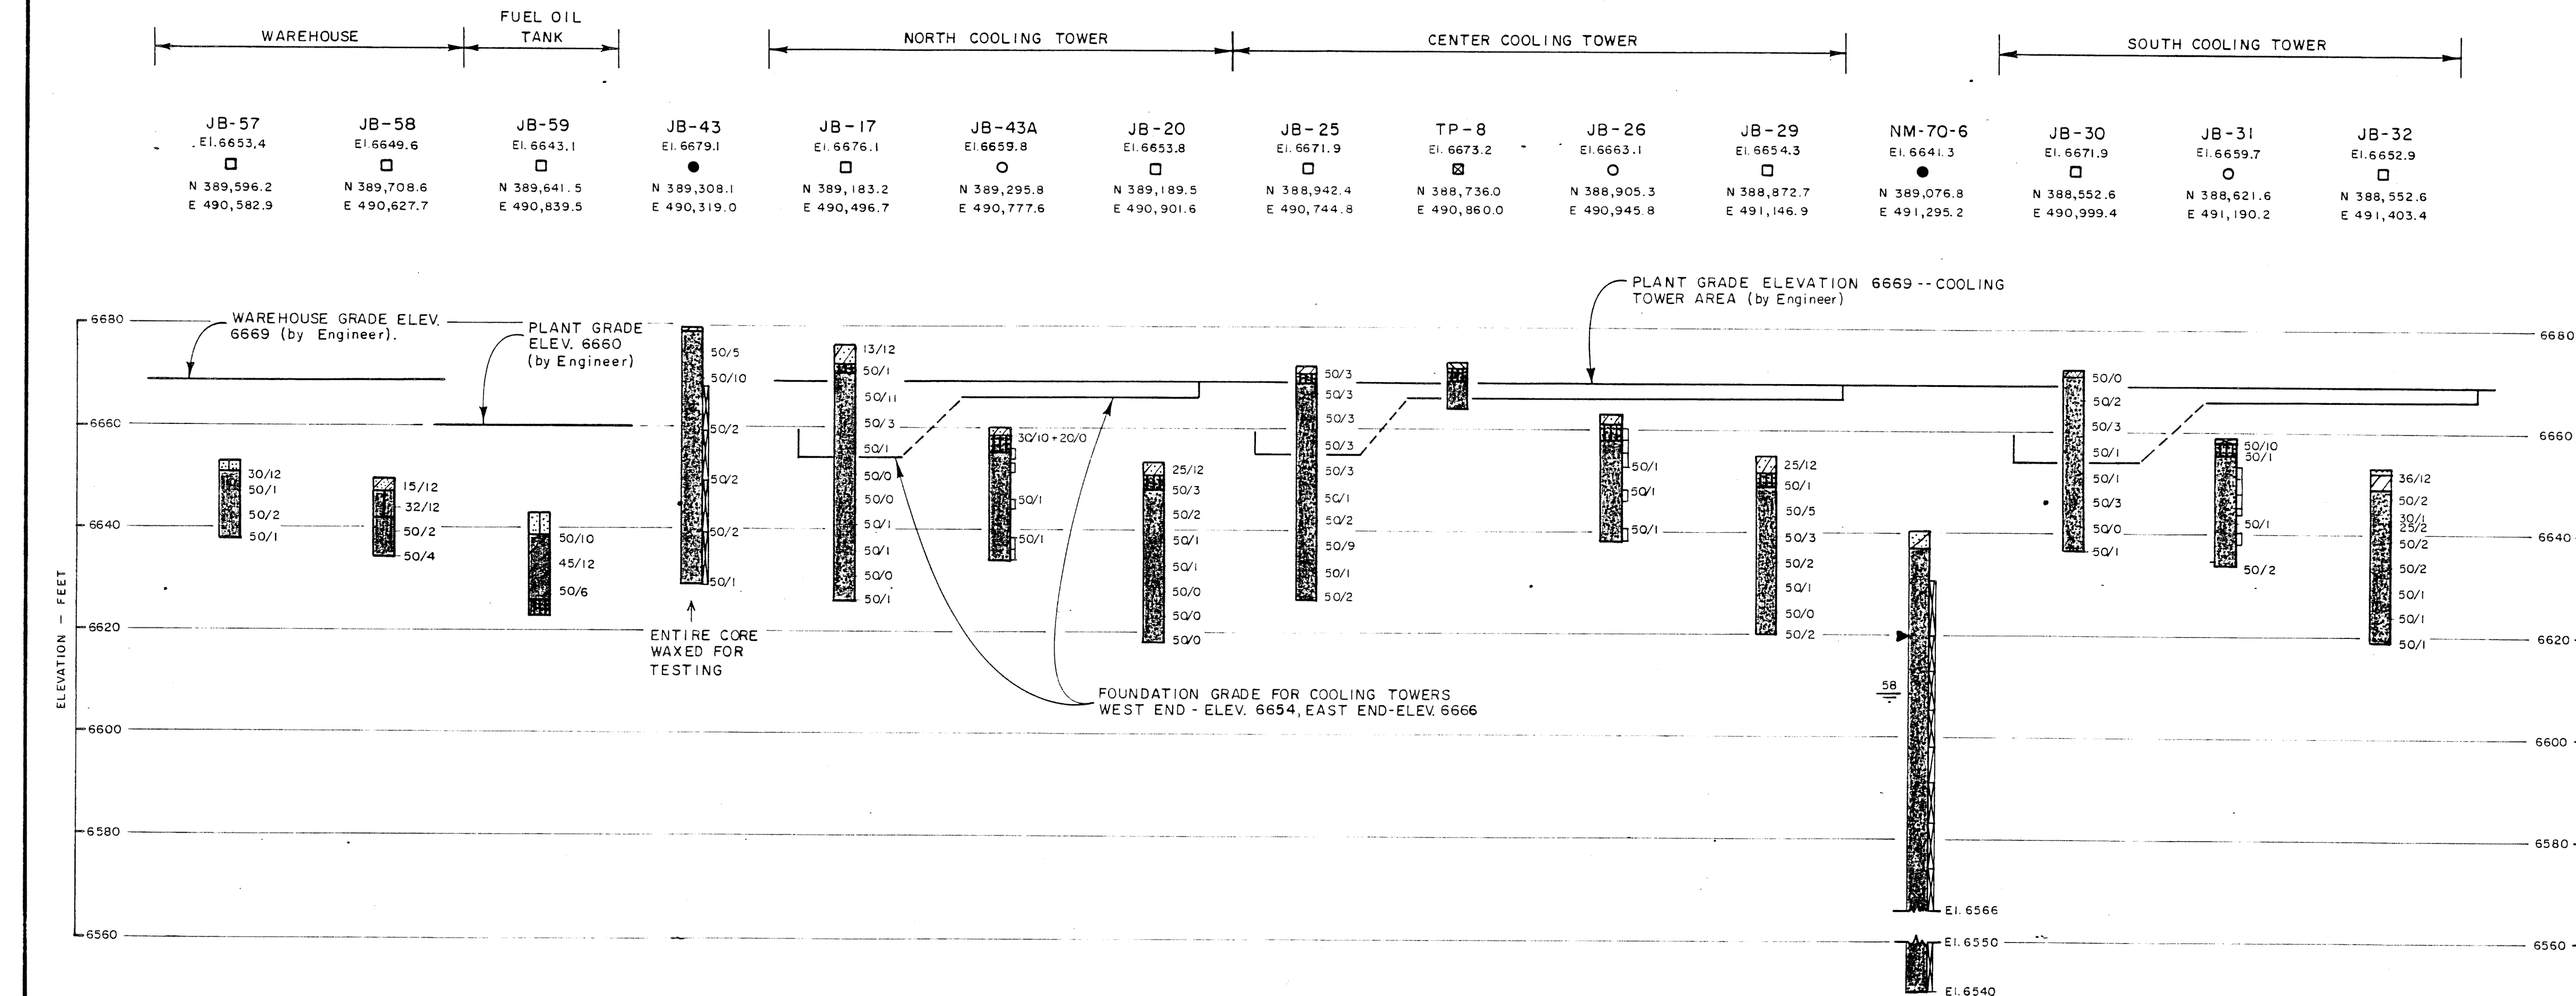 FUEL OIL
TANK
WAREHOUSE
NORTH COOLING TOWER
CENTER COOLING TOWER
SOUTH COOLING TOWER
JB-57
El.6653.4
N 389,596.2
E 490,582.9
JB-58
El.6649.6
N 389,708.6
E 490,627.7
JB-59
El.6643.1
N 389,641.5
E 490,839.5
JB-43
El.6679.1
N 389,308.1
E 490,319.0
JB-17
El.6676.1
N 389,183.2
E 490,496.7
JB-43A
El.6659.8
N 389,295.8
E 490,777.6
JB-20
El.6653.8
N 389,189.5
E 490,901.6
JB-25
El.6671.9
N 388,942.4
E 490,744.8
TP-8
El.6673.2
N 388,736.0
E 490,860.0
JB-26
El.6663.1
N 388,905.3
E 490,945.8
JB-29
El.6654.3
N 388,872.7
E 491,146.9
NM-70-6
El.6641.3
N 389,076.8
E 491,295.2
JB-30
El.6671.9
N 388,552.6
E 490,999.4
JB-31
El.6659.7
N 388,621.6
E 491,190.2
JB-32
El.6652.9
N 388,552.6
E 491,403.4
PLANT GRADE ELEVATION 6669--COOLING
TOWER AREA (by Engineer)
WAREHOUSE GRADE ELEV.
6669 (by Engineer).
PLANT GRADE
ELEV. 6660
(by Engineer)
ELEVATION - FEET
6680
6660
6640
6620
6600
6580
6560
30/12
50/1
50/2
50/1
15/12
32/12
50/2
50/4
50/10
45/12
50/6
50/5
50/10
50/2
50/2
50/2
50/1
ENTIRE CORE
WAXED FOR
TESTING
13/12
50/1
50/11
50/3
50/1
50/0
50/0
50/1
50/1
50/0
50/1
30/10+20/0
50/1
50/1
25/12
50/3
50/2
50/1
50/1
50/0
50/0
50/0
FOUNDATION GRADE FOR COOLING TOWERS
WEST END - ELEV. 6654, EAST END-ELEV. 6666
50/3
50/3
50/3
50/3
50/3
50/1
50/2
50/9
50/1
50/2
50/1
50/1
50/1
25/12
50/1
50/5
50/3
50/2
50/1
50/0
50/2
58
El.6566
El.6550
El.6540
50/0
50/2
50/3
50/1
50/1
50/3
50/0
50/1
50/10
50/1
50/1
50/2
36/12
50/2
30/1
25/2
50/2
50/2
50/1
50/1
50/1
6680
6660
6640
6620
6600
6580
6560